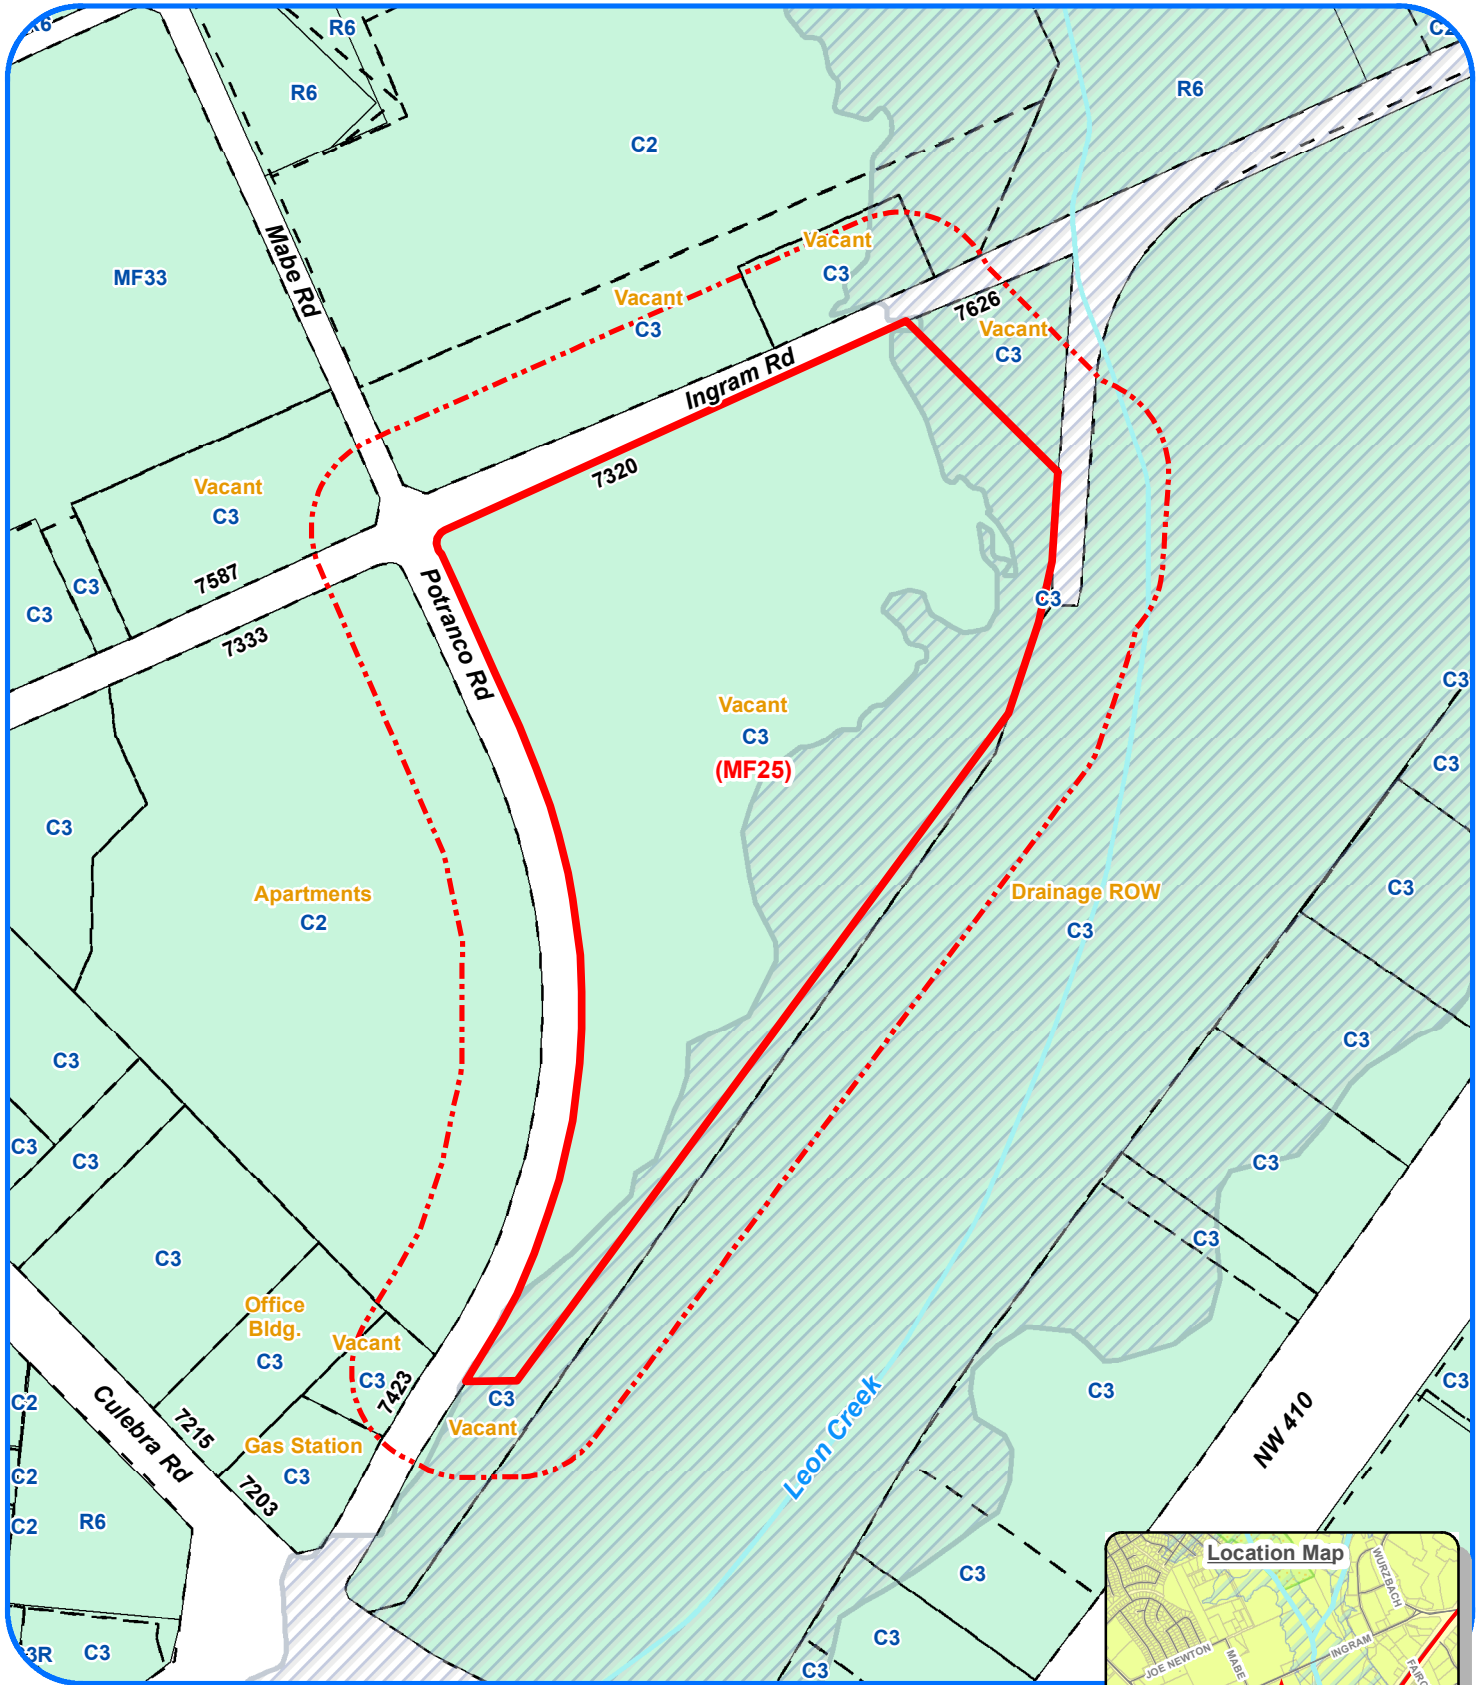 R6
R6
C2
R6
R6
C2
Mabe Rd
MF33
Vacant
C3
Vacant
C3
7626
Vacant
C3
Ingram Rd
7320
Vacant
C3
7587
C3
C3
7333
Potranco Rd
C3
Vacant
C3
(MF25)
C3
C3
C3
Apartments
C2
Drainage ROW
C3
C3
C3
C3
C3
C3
C3
C3
C3
C3
Office
Bldg.
C3
Vacant
C3
7423
C3
Vacant
C3
C3
C2
Culebra Rd
7215
Gas Station
C3
7203
Leon Creek
NW 410
C2
C2
R6
C3
3R
C3
C3
C3
Location Map
WURZBACH
JOE NEWTON
MABE
INGRAM